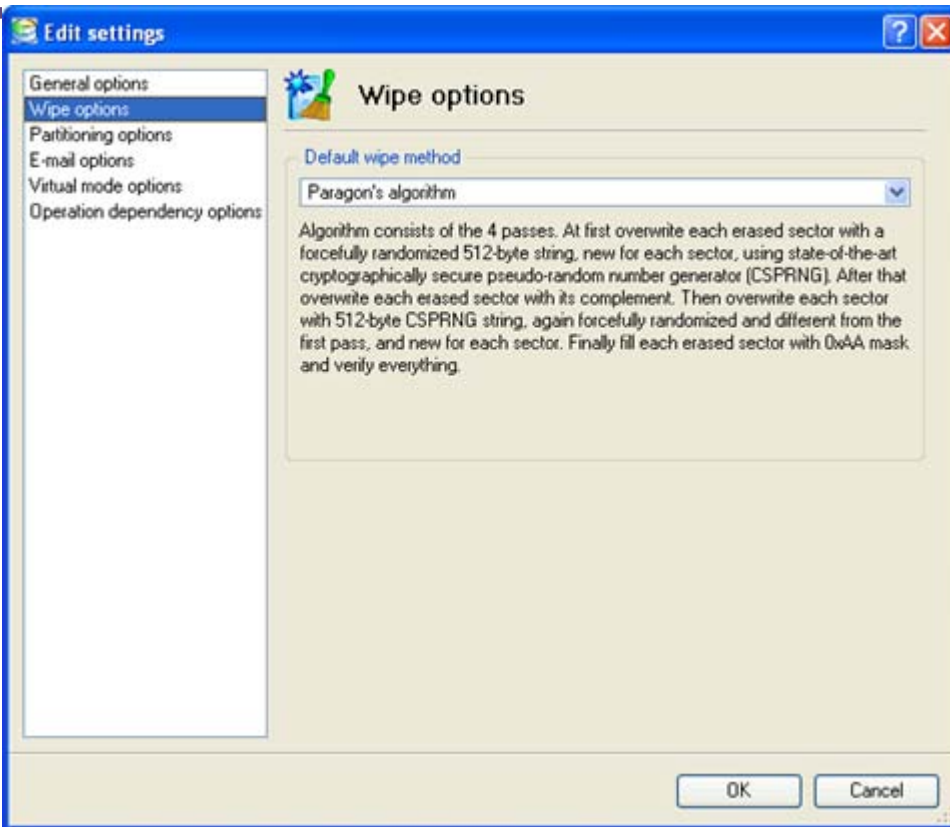 Edit settings
General options
Wipe options
Partitioning options
E-mail options
Virtual mode options
Operation dependency options
Wipe options
Default wipe method
Paragon's algorithm
Algorithm consists of the 4 passes. At first overwrite each erased sector with a
forcefully randomized 512-byte string, new for each sector, using state-of-the-art
cryptographically secure pseudo-random number generator (CSPRNG). After that
overwrite each erased sector with its complement. Then overwrite each sector
with 512-byte CSPRNG string, again forcefully randomized and different from the
first pass, and new for each sector. Finally fill each erased sector with 0xAA mask
and verify everything.
OK
Cancel